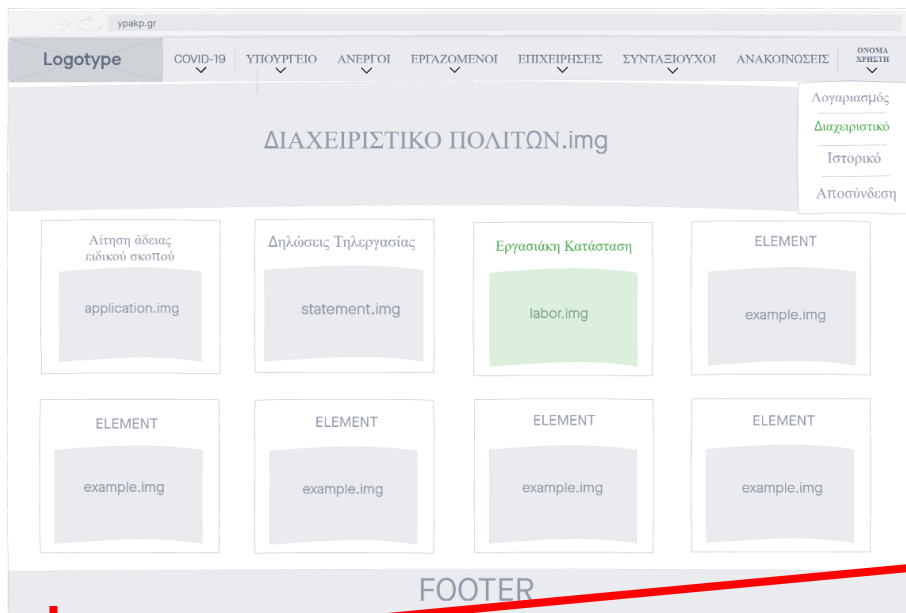 ypakp.gr
Logotype COVID-19 ΥΠΟΥΡΓΕΙΟ ΑΝΕΡΓΟΙ ΕΡΓΑΖΟΜΕΝΟΙ ΕΠΙΧΕΙΡΗΣΕΙΣ ΣΥΝΤΑΞΙΟΥΧΟΙ ΑΝΑΚΟΙΝΩΣΕΙΣ ΟΝΟΜΑ
ΧΡΗΣΤΗ
Λογαριασμός
Διαχειριστικό
Ιστορικό
Αποσύνδεση
ΔΙΑΧΕΙΡΙΣΤΙΚΟ ΠΟΛΙΤΩΝ.img
Αίτηση άδειας
ειδικού σκοπού
application.img
Δηλώσεις Τηλεργασίας
statement.img
Εργασιάκη Κατάσταση
labor.img
ELEMENT
example.img
ELEMENT
example.img
ELEMENT
example.img
ELEMENT
example.img
ELEMENT
example.img
FOOTER